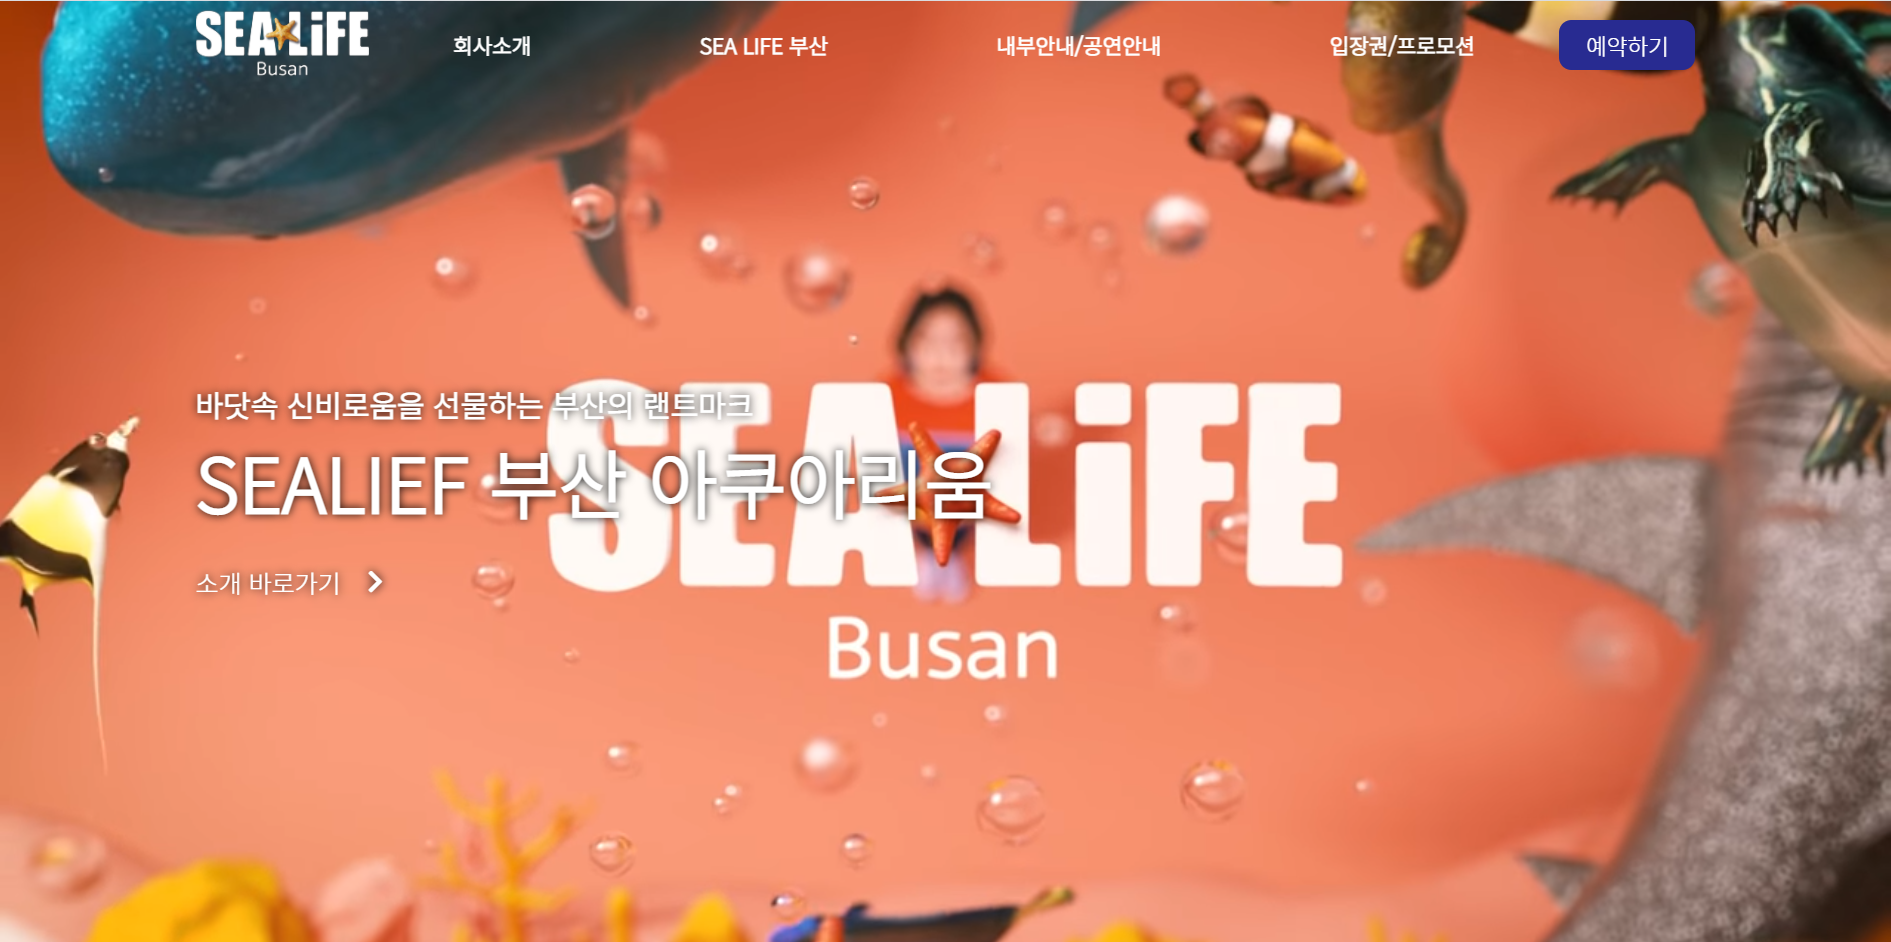 SEA LiFE
Busan
회사소개
SEA LIFE 부산
내부안내/공연안내
입장권/프로모션
예약하기
바닷속 신비로움을 선물하는 부산의 랜트마크
SEALIEF 부산 아쿠아리움
소개 바로가기
SEA LiFE
Busan